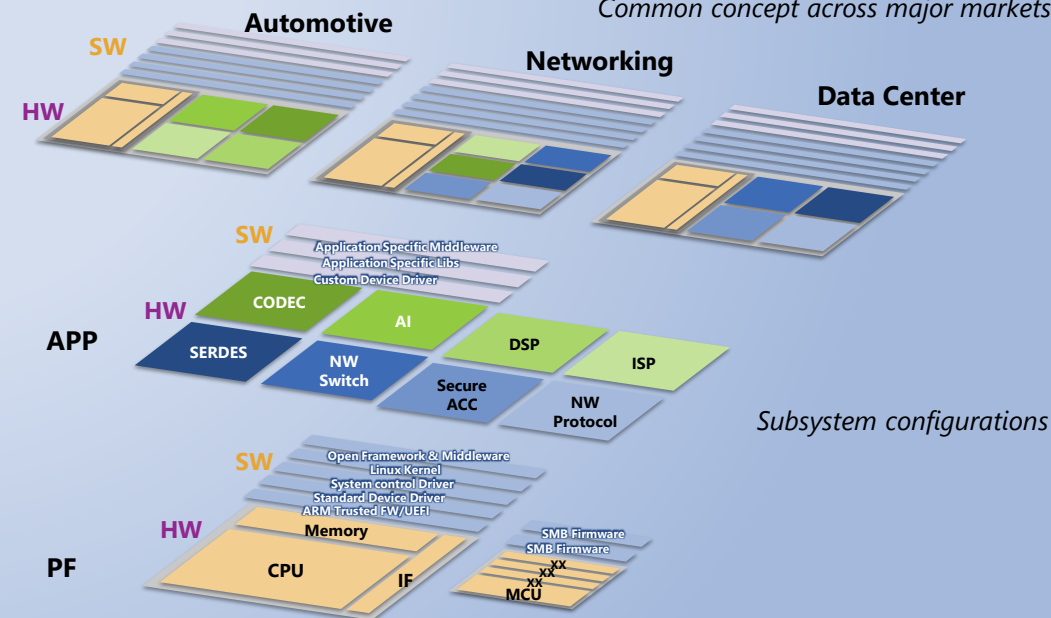 Common concept across major markets
Automotive
SW
HW
Networking
Data Center
SW
Application Specific Middleware
Application Specific Libs
Custom Device Driver
HW
APP
CODEC
AI
DSP
ISP
SERDES
NW
Switch
Secure
ACC
NW
Protocol
Subsystem configurations
SW
Open Framework & Middleware
Linux Kernel
System control Driver
Standard Device Driver
ARM Trusted FW/UEFI
HW
PF
Memory
CPU
IF
SMB Firmware
SMB Firmware
XX
XX
XX
MCU